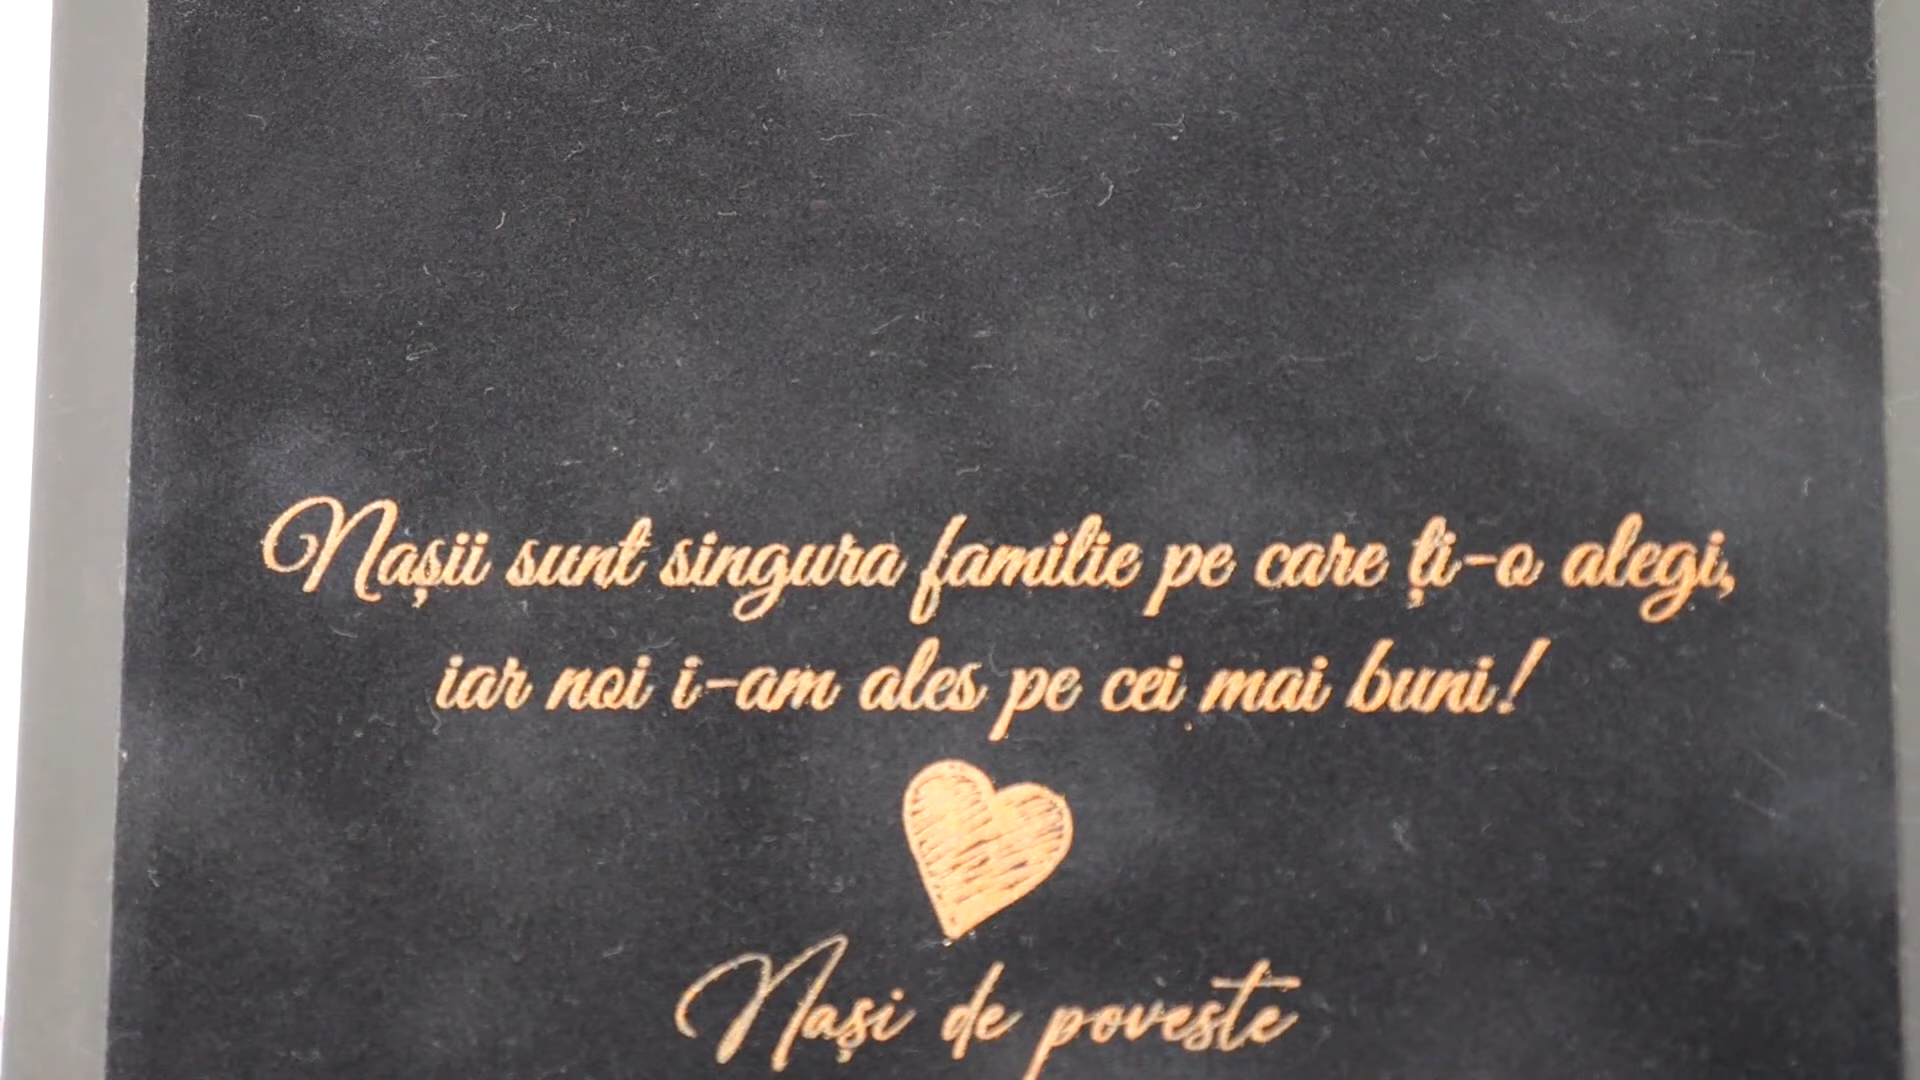 Nașii sunt singura familie pe care ți-o alegi,
iar noi i-am ales pe cei mai buni!
Nași de poveste